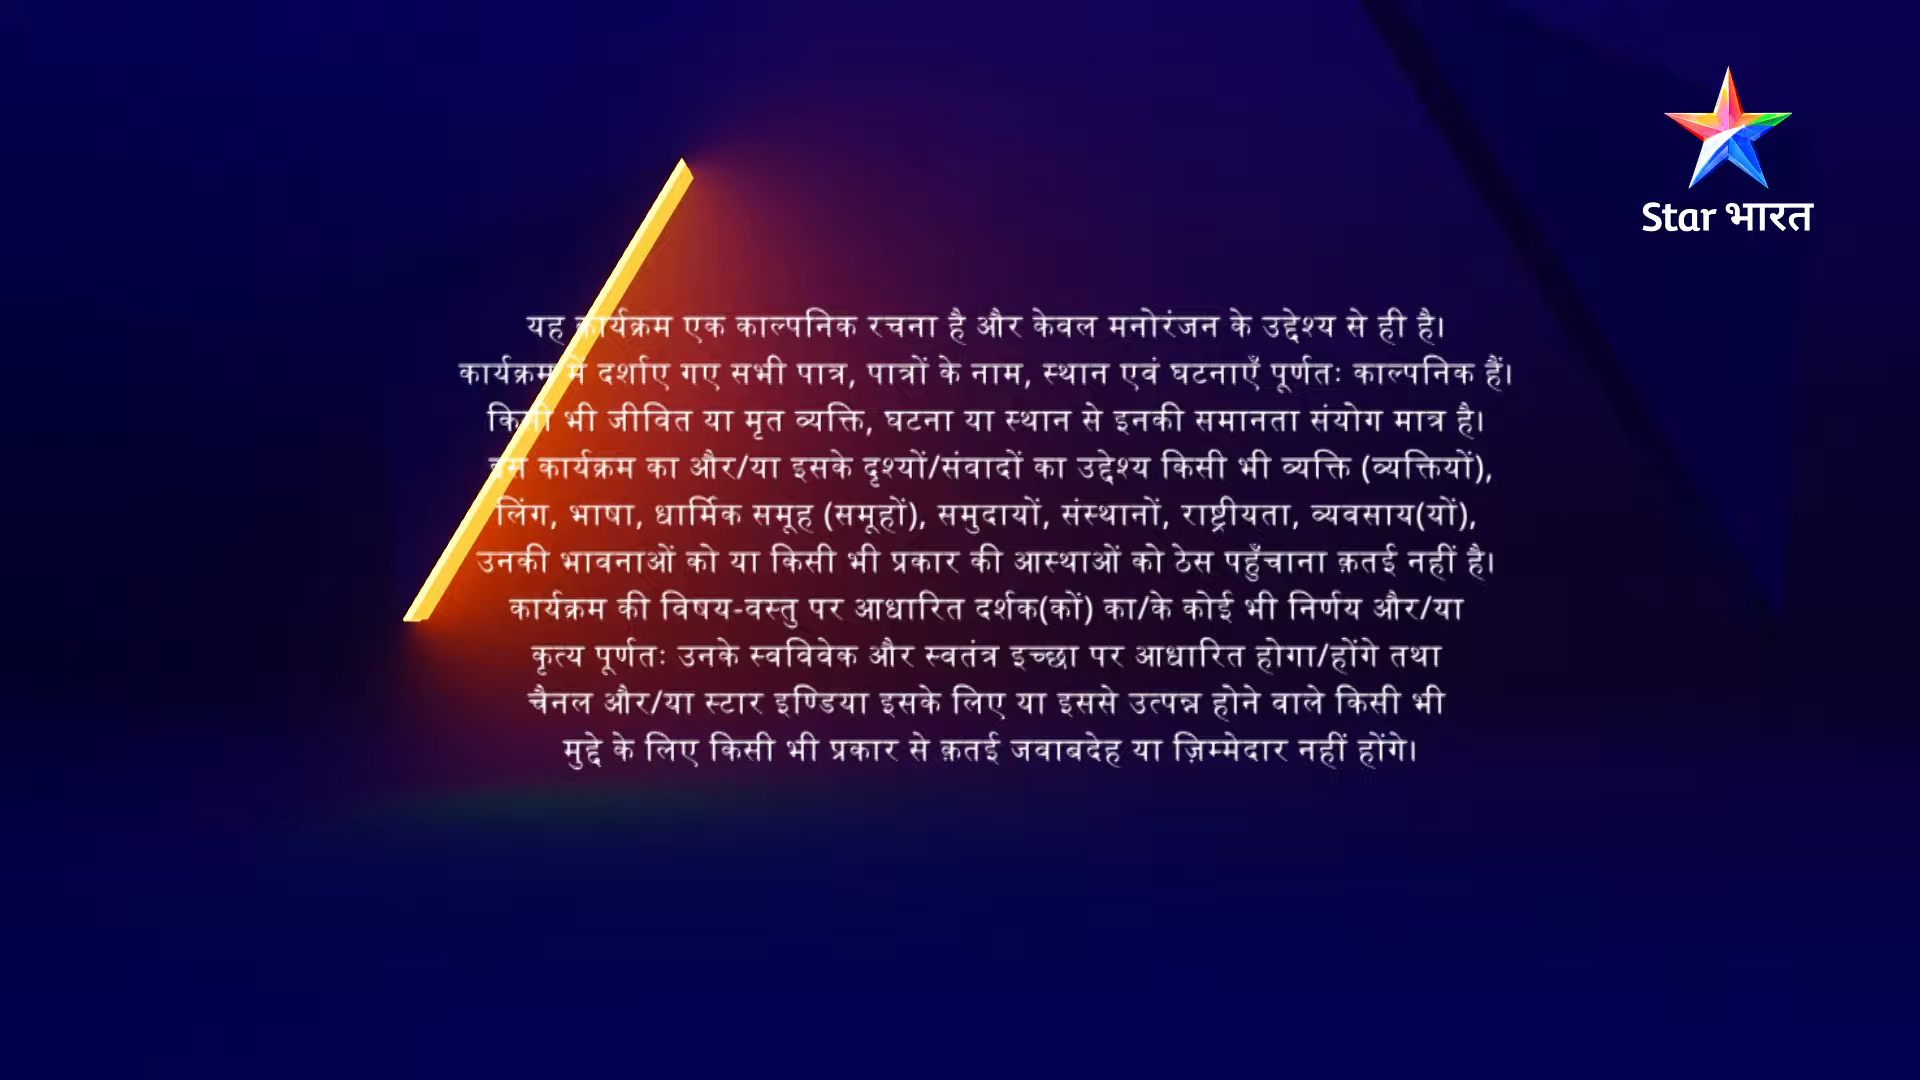 Star भारत
यह कार्यक्रम एक काल्पनिक रचना है और केवल मनोरंजन के उद्देश्य से ही है।
कार्यक्रम में दर्शाए गए सभी पात्र, पात्रों के नाम, स्थान एवं घटनाएँ पूर्णतः काल्पनिक हैं।
किसी भी जीवित या मृत व्यक्ति, घटना या स्थान से इनकी समानता संयोग मात्र है।
इस कार्यक्रम का और/या इसके दृश्यों/संवादों का उद्देश्य किसी भी व्यक्ति (व्यक्तियों),
लिंग, भाषा, धार्मिक समूह (समूहों), समुदायों, संस्थानों, राष्ट्रीयता, व्यवसाय(यों),
उनकी भावनाओं को या किसी भी प्रकार की आस्थाओं को ठेस पहुँचाना क़तई नहीं है।
कार्यक्रम की विषय-वस्तु पर आधारित दर्शक(कों) का/के कोई भी निर्णय और/या
कृत्य पूर्णतः उनके स्वविवेक और स्वतंत्र इच्छा पर आधारित होगा/होंगे तथा
चैनल और/या स्टार इण्डिया इसके लिए या इससे उत्पन्न होने वाले किसी भी
मुद्दे के लिए किसी भी प्रकार से क़तई जवाबदेह या ज़िम्मेदार नहीं होंगे।